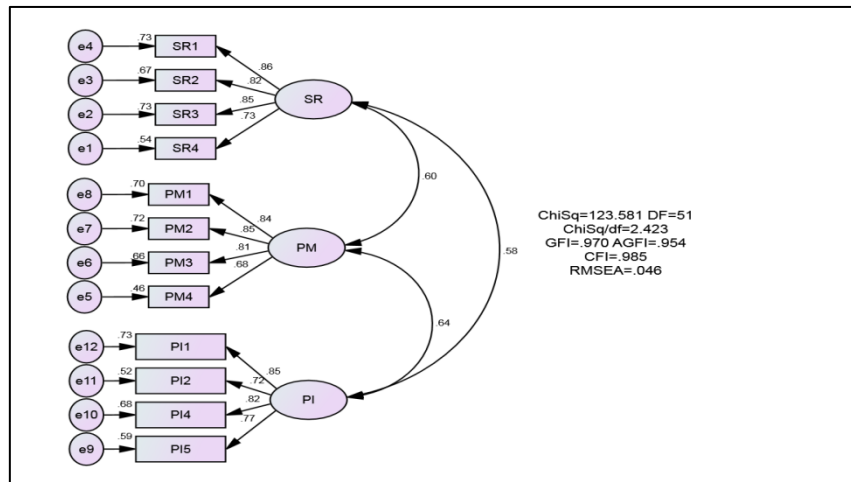 e4 .73 SR1
.86
e3 .67 SR2
.82
SR
e2 .73 SR3
.85
e1 .54 SR4
.73
.60
e8 .70 PM1
.84
e7 .72 PM2
.85
PM
e6 .66 PM3
.81
e5 .46 PM4
.68
.58
ChiSq=123.581 DF=51
ChiSq/df=2.423
GFI=.970 AGFI=.954
CFI=.985
RMSEA=.046
.64
e12 .73 PI1
.85
e11 .52 PI2
.72
PI
e10 .68 PI4
.82
e9 .59 PI5
.77